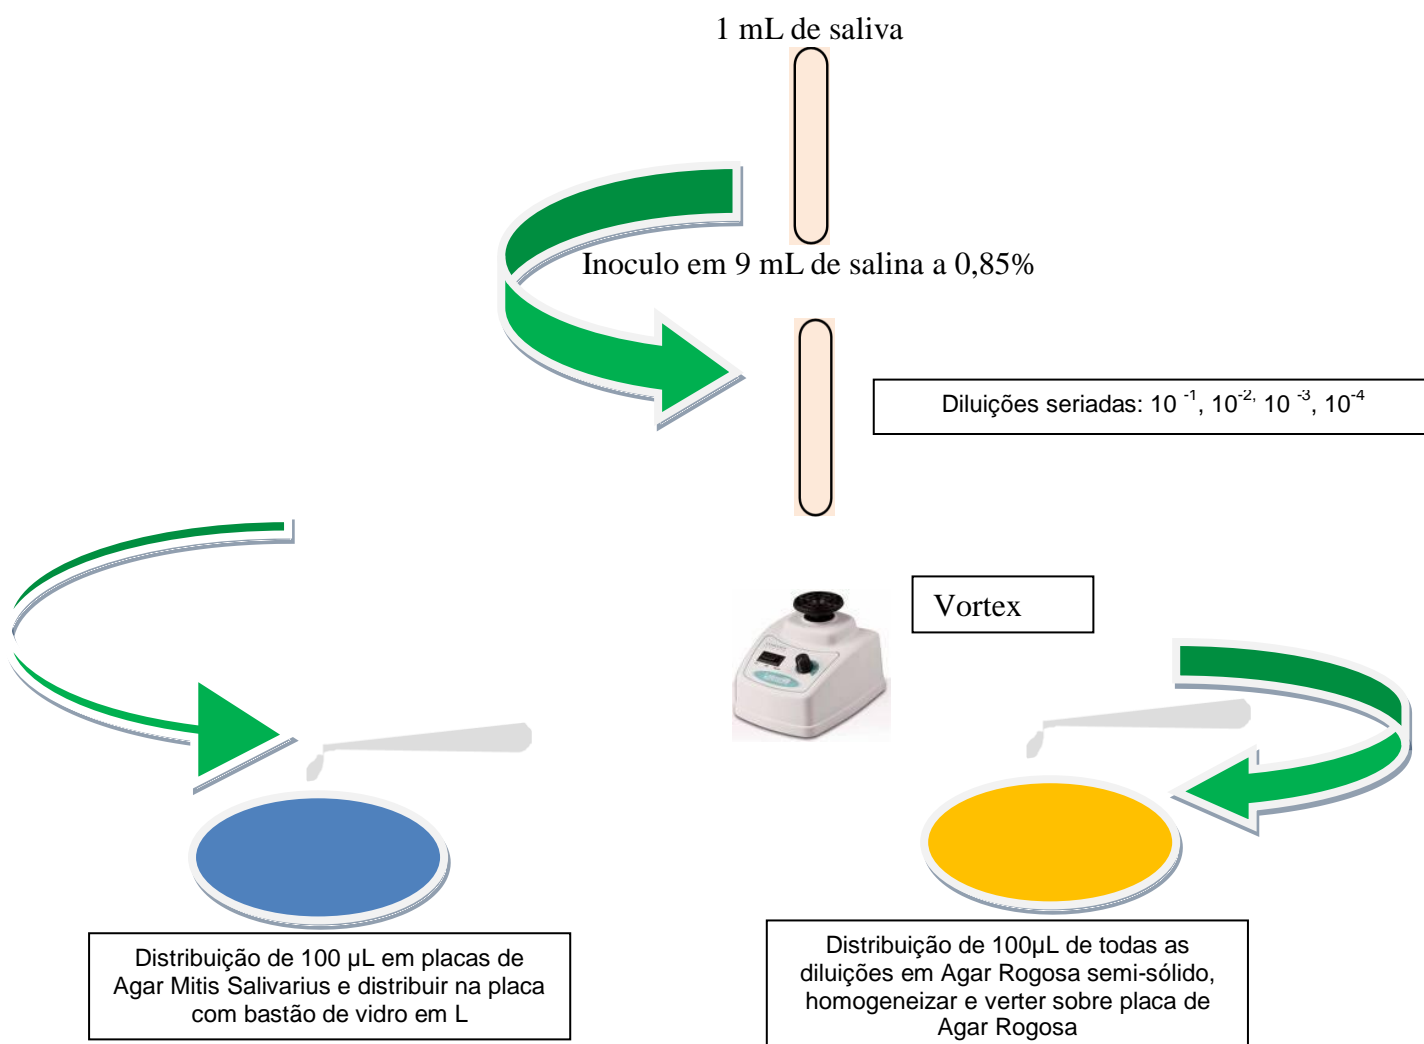 1 mL de saliva
Inoculo em 9 mL de salina a 0,85%
Diluições seriadas: 10 ⁻¹, 10⁻²˒ 10 ⁻³, 10⁻⁴
Vortex
Distribuição de 100 µL em placas de
Agar Mitis Salivarius e distribuir na placa
com bastão de vidro em L
Distribuição de 100µL de todas as
diluições em Agar Rogosa semi-sólido,
homogeneizar e verter sobre placa de
Agar Rogosa